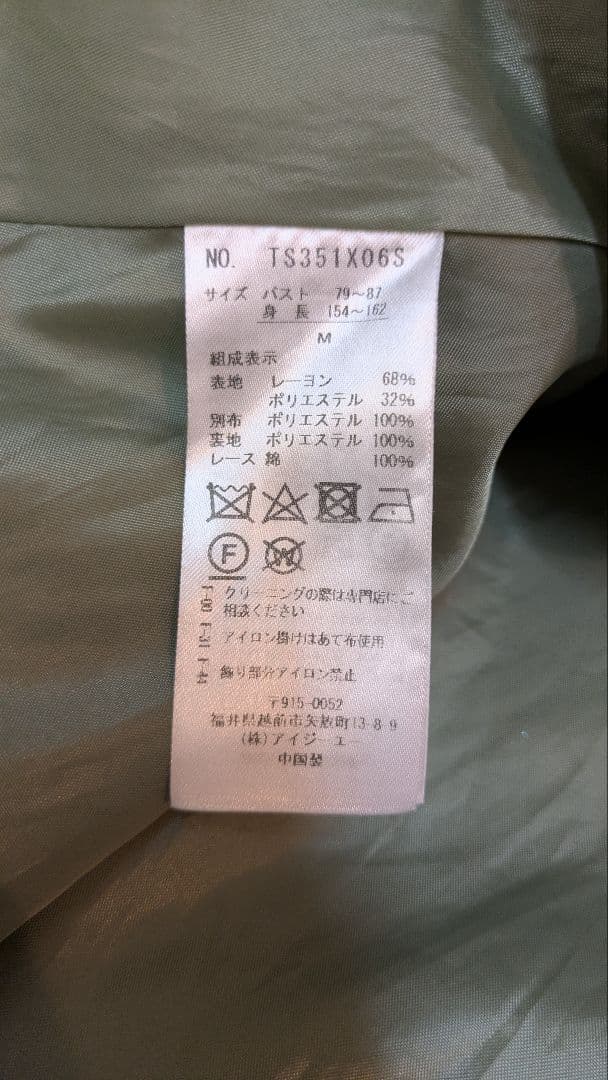 NO. TS351X06S
サイズ バスト 79〜87
身長 154〜162
M
組成表示
表地 レーヨン 68%
ポリエステル 32%
別布 ポリエステル 100%
裏地 ポリエステル 100%
レース 綿 100%
F W
クリーニングの際は専門店にご
相談ください
アイロン掛けはあて布使用
飾り部分アイロン禁止
〒915-0052
福井県越前市矢放町13-8-9
(株)アイジーエー
中国製